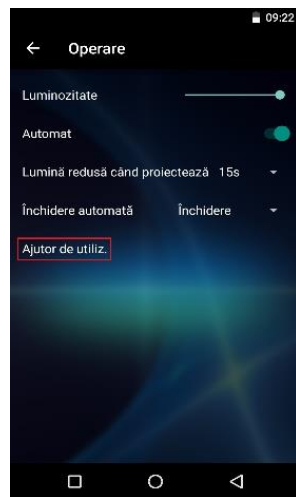 09:22
Operare
Luminozitate
Automat
Lumină redusă când proiectează 15s
Închidere automată Închidere
Ajutor de utiliz.